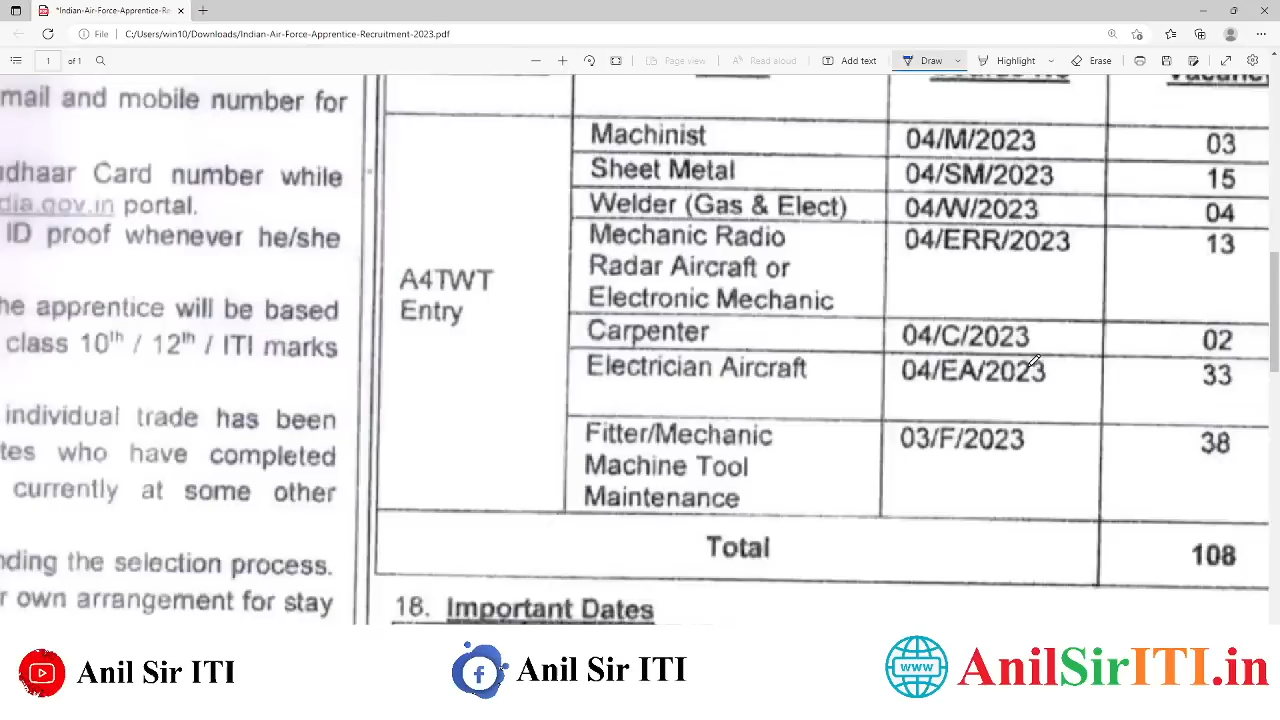 *Indian-Air-Force-Apprentice-Re
File
C:/Users/win10/Downloads/Indian-Air-Force-Apprentice-Recruitment-2023.pdf
1 of 1
Page view
Read aloud
Add text
Draw
Highlight
Erase
mail and mobile number for
dhaar Card number while
dia.gov.in portal.
ID proof whenever he/she
he apprentice will be based
class 10th / 12th / ITI marks
individual trade has been
tes who have completed
currently at some other
nding the selection process.
r own arrangement for stay
Machinist 04/M/2023 03
Sheet Metal 04/SM/2023 15
Welder (Gas & Elect) 04/W/2023 04
Mechanic Radio 04/ERR/2023 13
Radar Aircraft or
A4TWT
Electronic Mechanic
Entry
Carpenter 04/C/2023 02
Electrician Aircraft 04/EA/2023 33
Fitter/Mechanic 03/F/2023 38
Machine Tool
Maintenance
Total 108
18. Important Dates
Anil Sir ITI
f Anil Sir ITI
www AnilSirITI.in